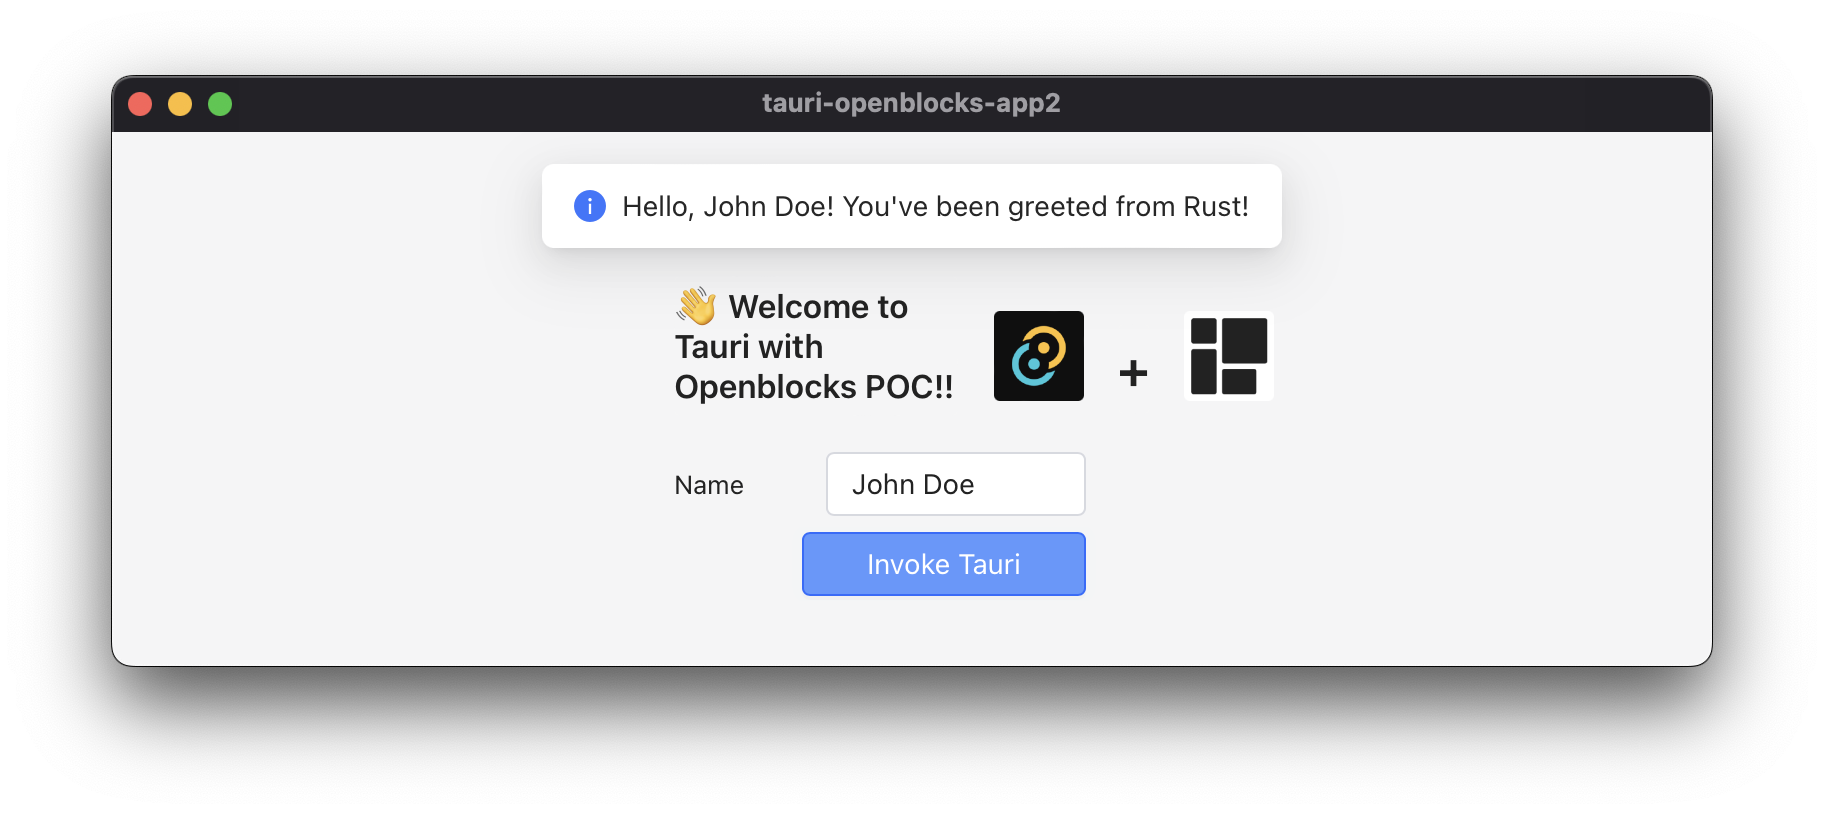 tauri-openblocks-app2
Hello, John Doe! You've been greeted from Rust!
👋 Welcome to
Tauri with
Openblocks POC!!
+
Name
John Doe
Invoke Tauri